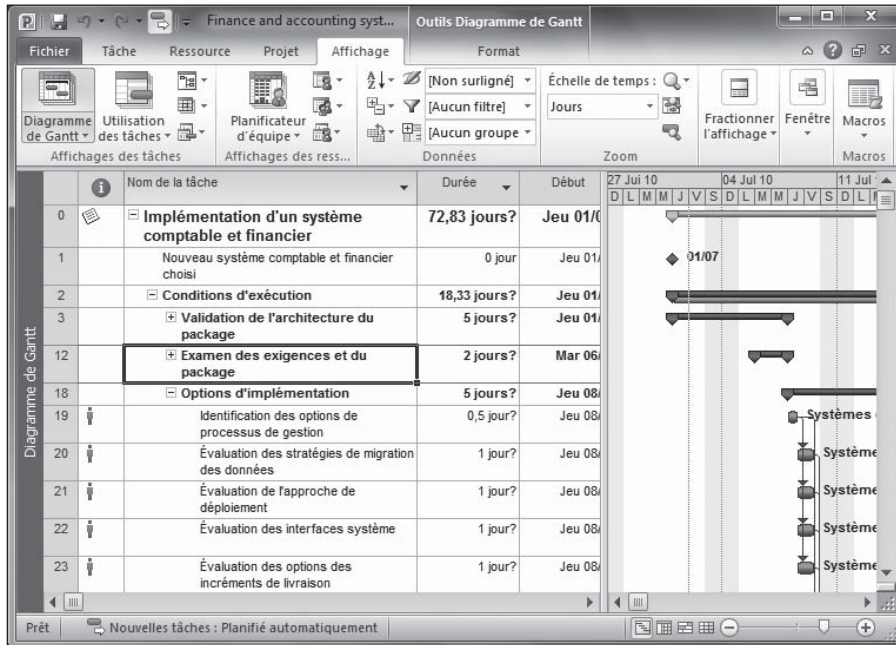 Finance and accounting syst...
Outils Diagramme de Gantt
Fichier Tâche Ressource Projet Affichage Format
[Non surligné]
Échelle de temps :
[Aucun filtre]
Jours
Diagramme de Gantt
Utilisation des tâches
Planificateur d'équipe
[Aucun groupe
Fractionner l'affichage
Fenêtre
Macros
Affichages des tâches
Affichages des ress...
Données
Zoom
Macros
Nom de la tâche Durée Début
27 Jui 10 04 Jul 10 11 Jul
D L M M J V S D L M M J V S D L
0 Implémentation d'un système comptable et financier 72,83 jours? Jeu 01/
1 Nouveau système comptable et financier choisi 0 jour Jeu 01/
01/07
2 Conditions d'exécution 18,33 jours? Jeu 01/
3 Validation de l'architecture du package 5 jours? Jeu 01/
12 Examen des exigences et du package 2 jours? Mar 06/
18 Options d'implémentation 5 jours? Jeu 08/
19 Identification des options de processus de gestion 0,5 jour? Jeu 08/
Systèmes
20 Évaluation des stratégies de migration des données 1 jour? Jeu 08/
Système
21 Évaluation de l'approche de déploiement 1 jour? Jeu 08/
Système
22 Évaluation des interfaces système 1 jour? Jeu 08/
Système
23 Évaluation des options des incréments de livraison 1 jour? Jeu 08/
Système
Diagramme de Gantt
Prêt
Nouvelles tâches : Planifié automatiquement